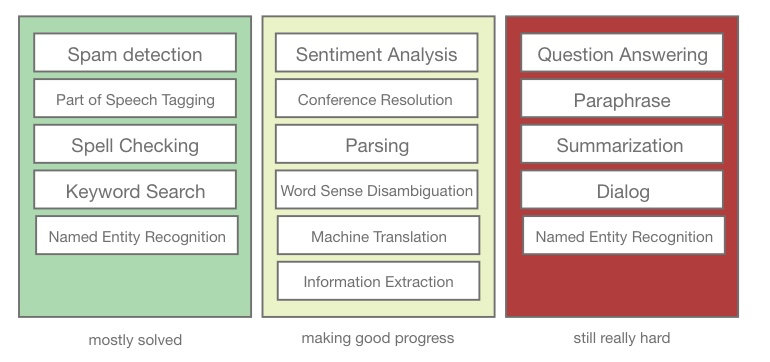 Spam detection
Part of Speech Tagging
Spell Checking
Keyword Search
Named Entity Recognition
mostly solved
Sentiment Analysis
Conference Resolution
Parsing
Word Sense Disambiguation
Machine Translation
Information Extraction
making good progress
Question Answering
Paraphrase
Summarization
Dialog
Named Entity Recognition
still really hard